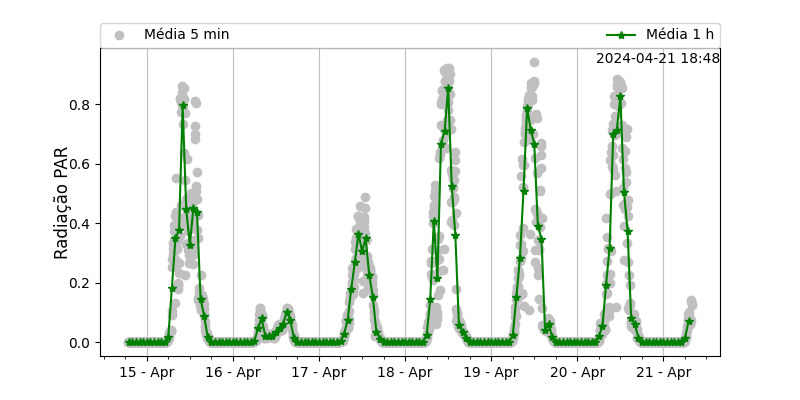 Média 5 min
Média 1 h
2024-04-21 18:48
Radiação PAR
0.8
0.6
0.4
0.2
0.0
15 - Apr
16 - Apr
17 - Apr
18 - Apr
19 - Apr
20 - Apr
21 - Apr